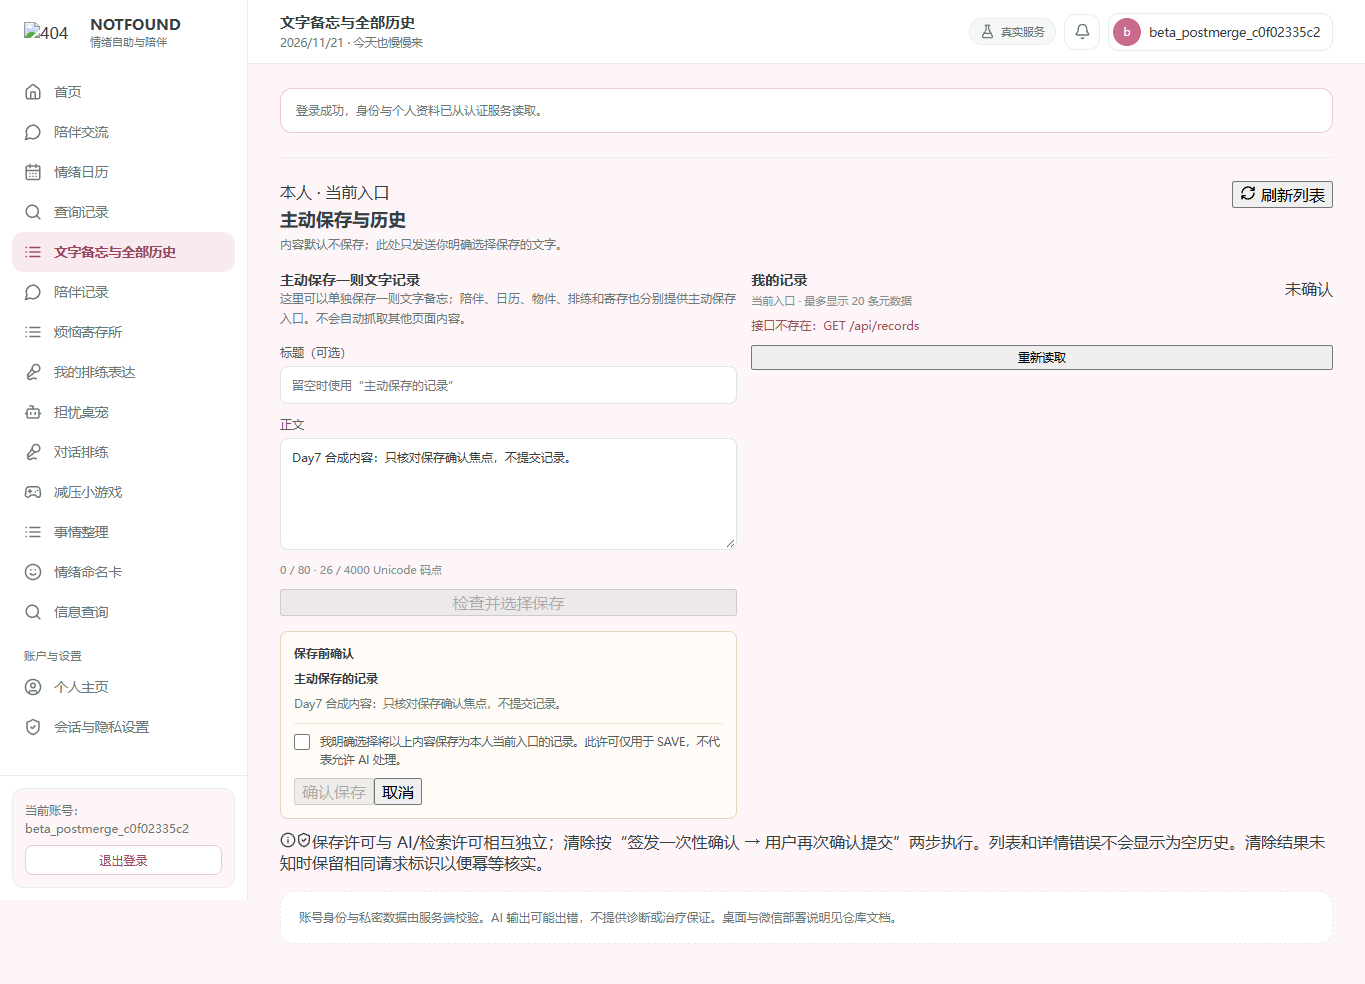 404
NOTFOUND
情绪自助与陪伴
首页
陪伴交流
情绪日历
查询记录
文字备忘与全部历史
陪伴记录
烦恼寄存所
我的排练表达
担忧桌宠
对话排练
减压小游戏
事情整理
情绪命名卡
信息查询
账户与设置
个人主页
会话与隐私设置
当前账号：
beta_postmerge_c0f02335c2
退出登录
文字备忘与全部历史
2026/11/21 · 今天也慢慢来
真实服务
b
beta_postmerge_c0f02335c2
登录成功，身份与个人资料已从认证服务读取。
本人 · 当前入口
主动保存与历史
内容默认不保存；此处只发送你明确选择保存的文字。
刷新列表
主动保存一则文字记录
这里可以单独保存一则文字备忘；陪伴、日历、物件、排练和寄存也分别提供主动保存
入口。不会自动抓取其他页面内容。
标题（可选）
留空时使用“主动保存的记录”
正文
Day7 合成内容：只核对保存确认焦点，不提交记录。
0 / 80 · 26 / 4000 Unicode 码点
检查并选择保存
保存前确认
主动保存的记录
Day7 合成内容：只核对保存确认焦点，不提交记录。
我明确选择将以上内容保存为本人当前入口的记录。此许可仅用于 SAVE，不代
表允许 AI 处理。
确认保存
取消
我的记录
当前入口 · 最多显示 20 条元数据
未确认
接口不存在：GET /api/records
重新读取
保存许可与 AI/检索许可相互独立；清除按“签发一次性确认 → 用户再次确认提交”两步执行。列表和详情错误不会显示为空历史。清除结果未
知时保留相同请求标识以便幂等核实。
账号身份与私密数据由服务端校验。AI 输出可能出错，不提供诊断或治疗保证。桌面与微信部署说明见仓库文档。